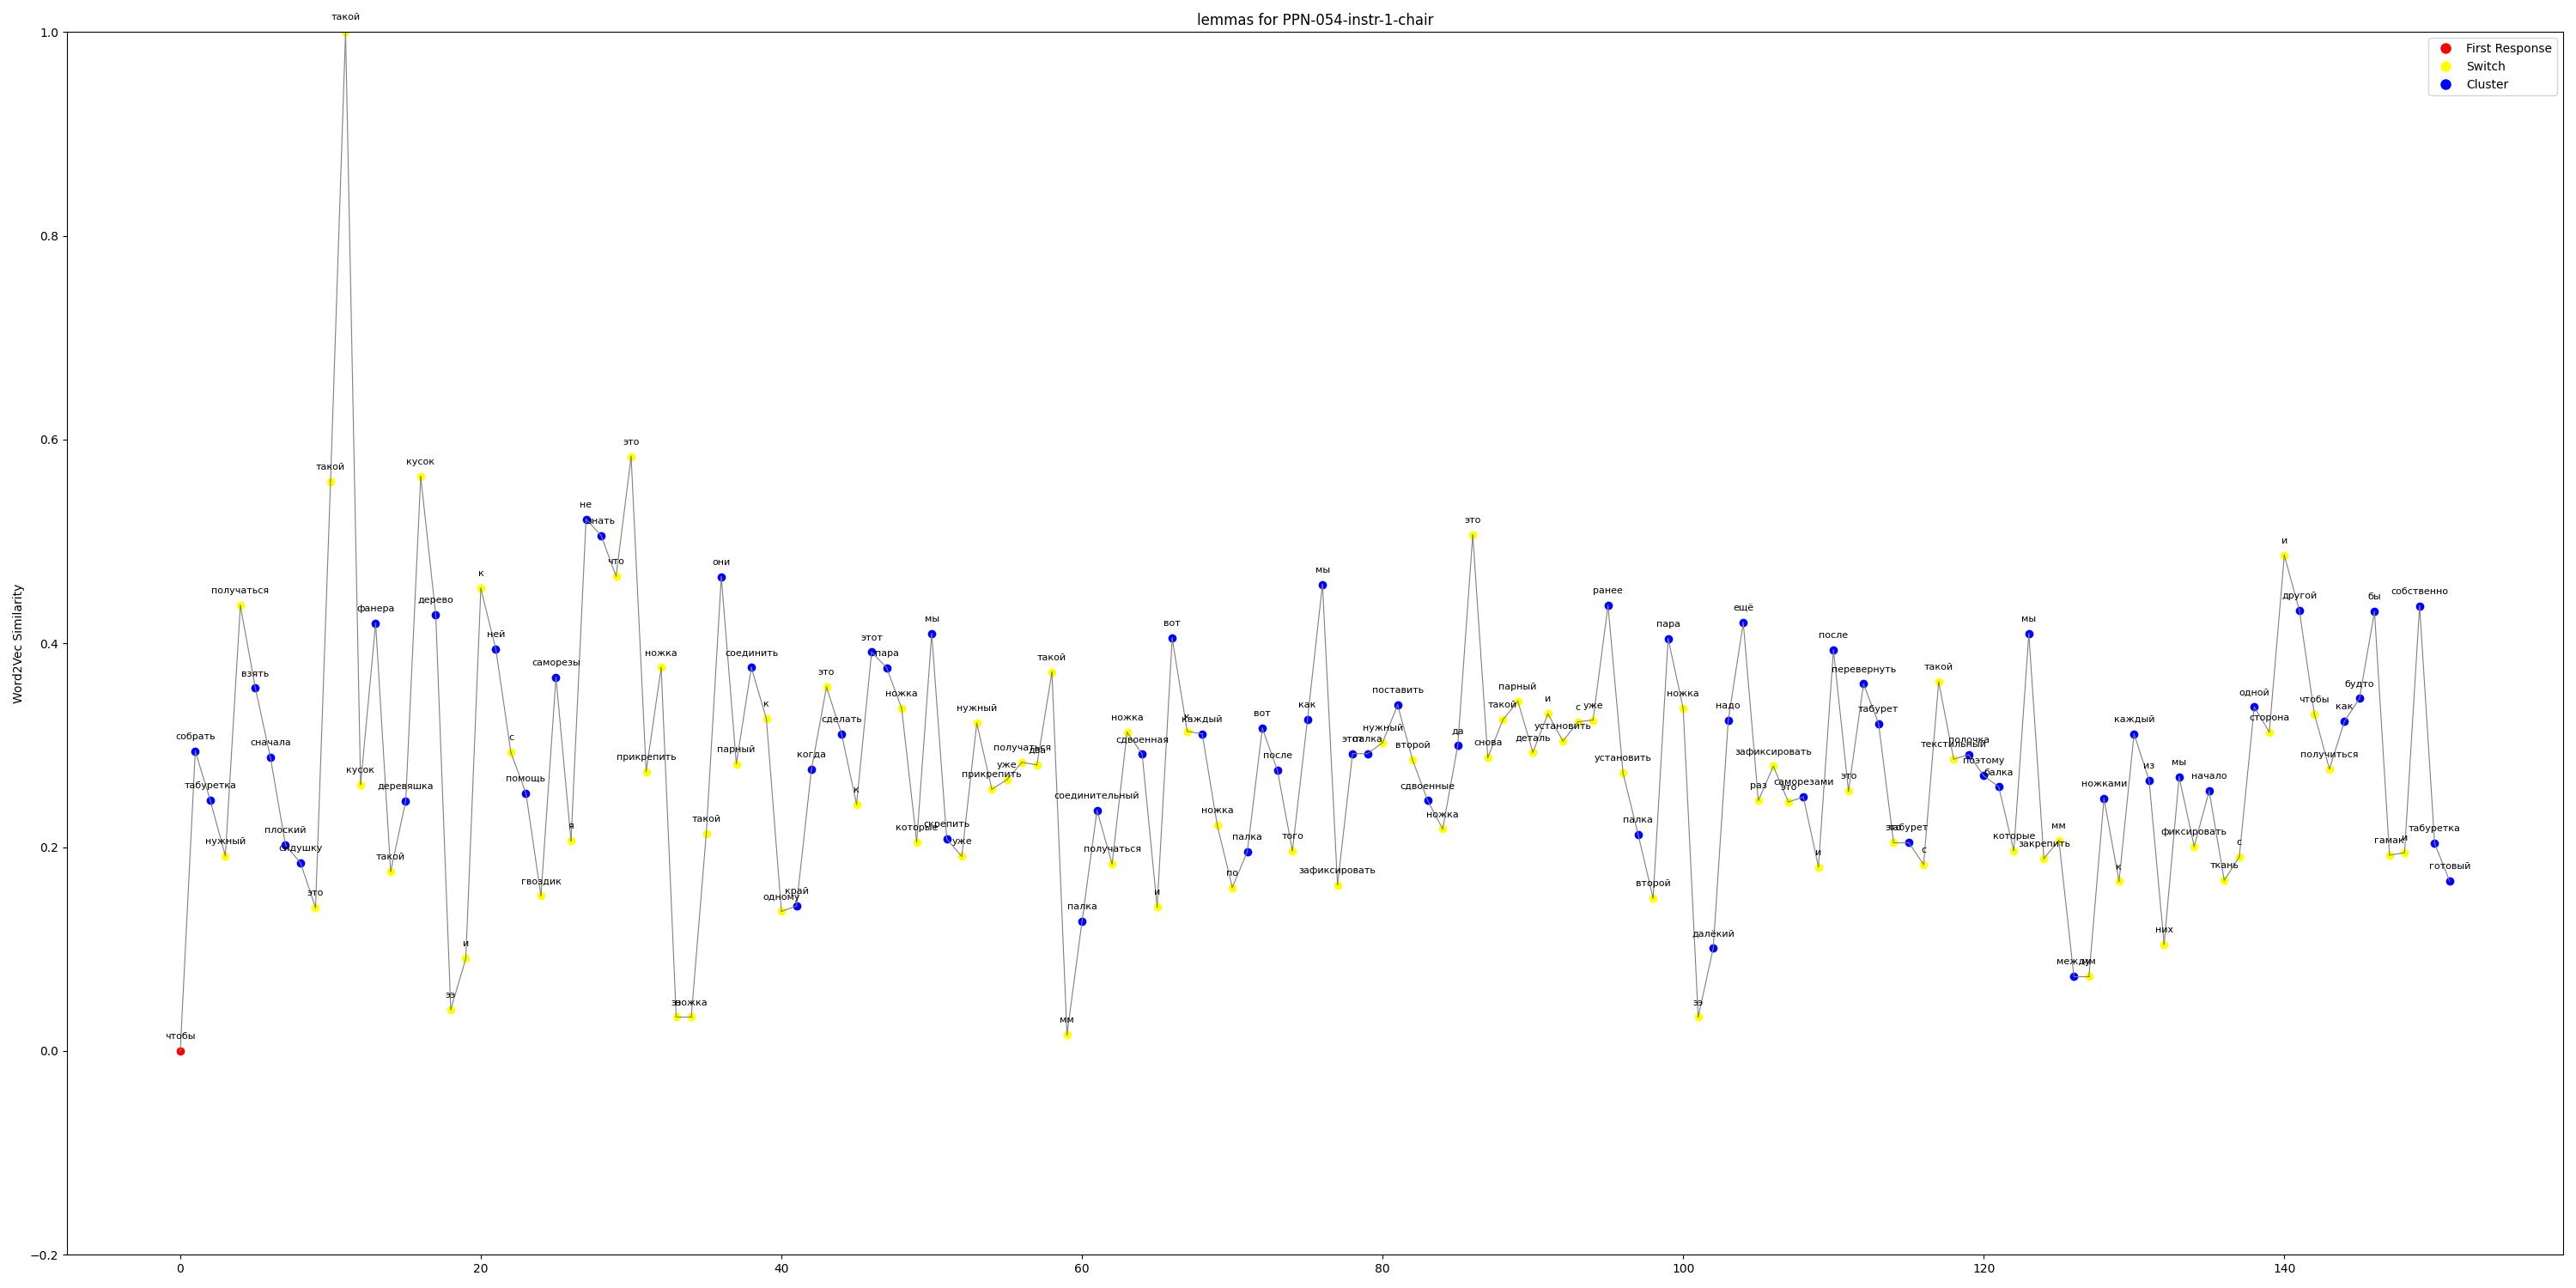 lemmas for PPN-054-instr-1-chair
First Response
Switch
Cluster
Word2Vec Similarity
1.0
0.8
0.6
0.4
0.2
0.0
−0.2
0
20
40
60
80
100
120
140
чтобы
собрать
табуретка
нужный
получаться
взять
сначала
плоский
сидушку
это
такой
такой
кусок
фанера
такой
деревяшка
кусок
дерево
ээ
и
к
ней
с
помощь
гвоздик
саморезы
я
не
знать
что
это
прикрепить
ножка
ээ
ножка
такой
они
парный
соединить
к
одному
край
когда
это
сделать
к
этот
пара
ножка
которые
мы
скрепить
уже
нужный
прикрепить
уже
получаться
два
такой
мм
палка
соединительный
получаться
ножка
сдвоенная
и
вот
каждый
ножка
по
палка
вот
после
того
как
мы
зафиксировать
этот
палка
нужный
поставить
второй
сдвоенные
ножка
да
это
снова
такой
парный
деталь
и
установить
с
уже
ранее
установить
палка
второй
пара
ножка
ээ
далёкий
надо
ещё
раз
зафиксировать
это
саморезами
и
после
это
перевернуть
табурет
табурет
с
такой
текстильный
полочка
поэтому
балка
которые
мы
закрепить
мм
между
мм
ножками
к
каждый
из
них
мы
фиксировать
начало
ткань
с
одной
сторона
и
другой
чтобы
получиться
как
будто
бы
гамак
и
собственно
табуретка
готовый